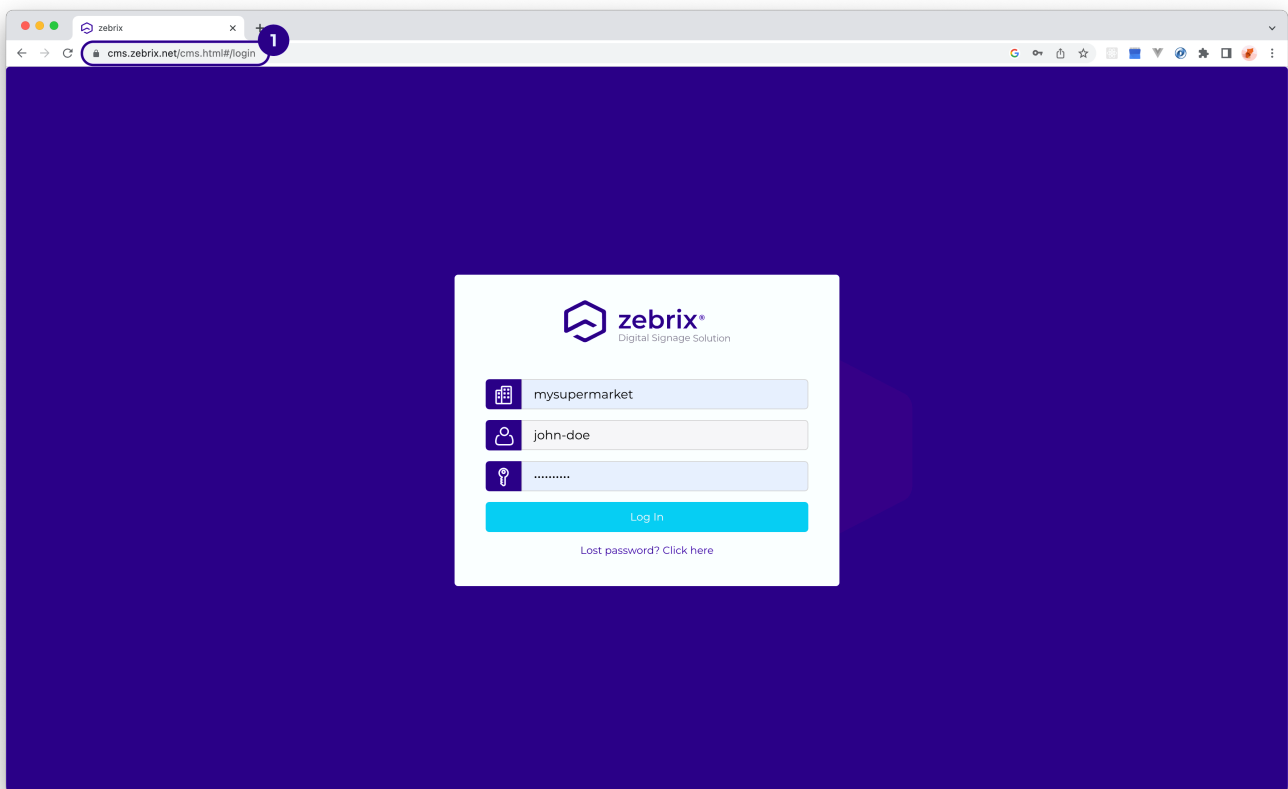 zebrix
1
cms.zebrix.net/cms.html#/login
zebrix®
Digital Signage Solution
mysupermarket
john-doe
••••••••••
Log In
Lost password? Click here